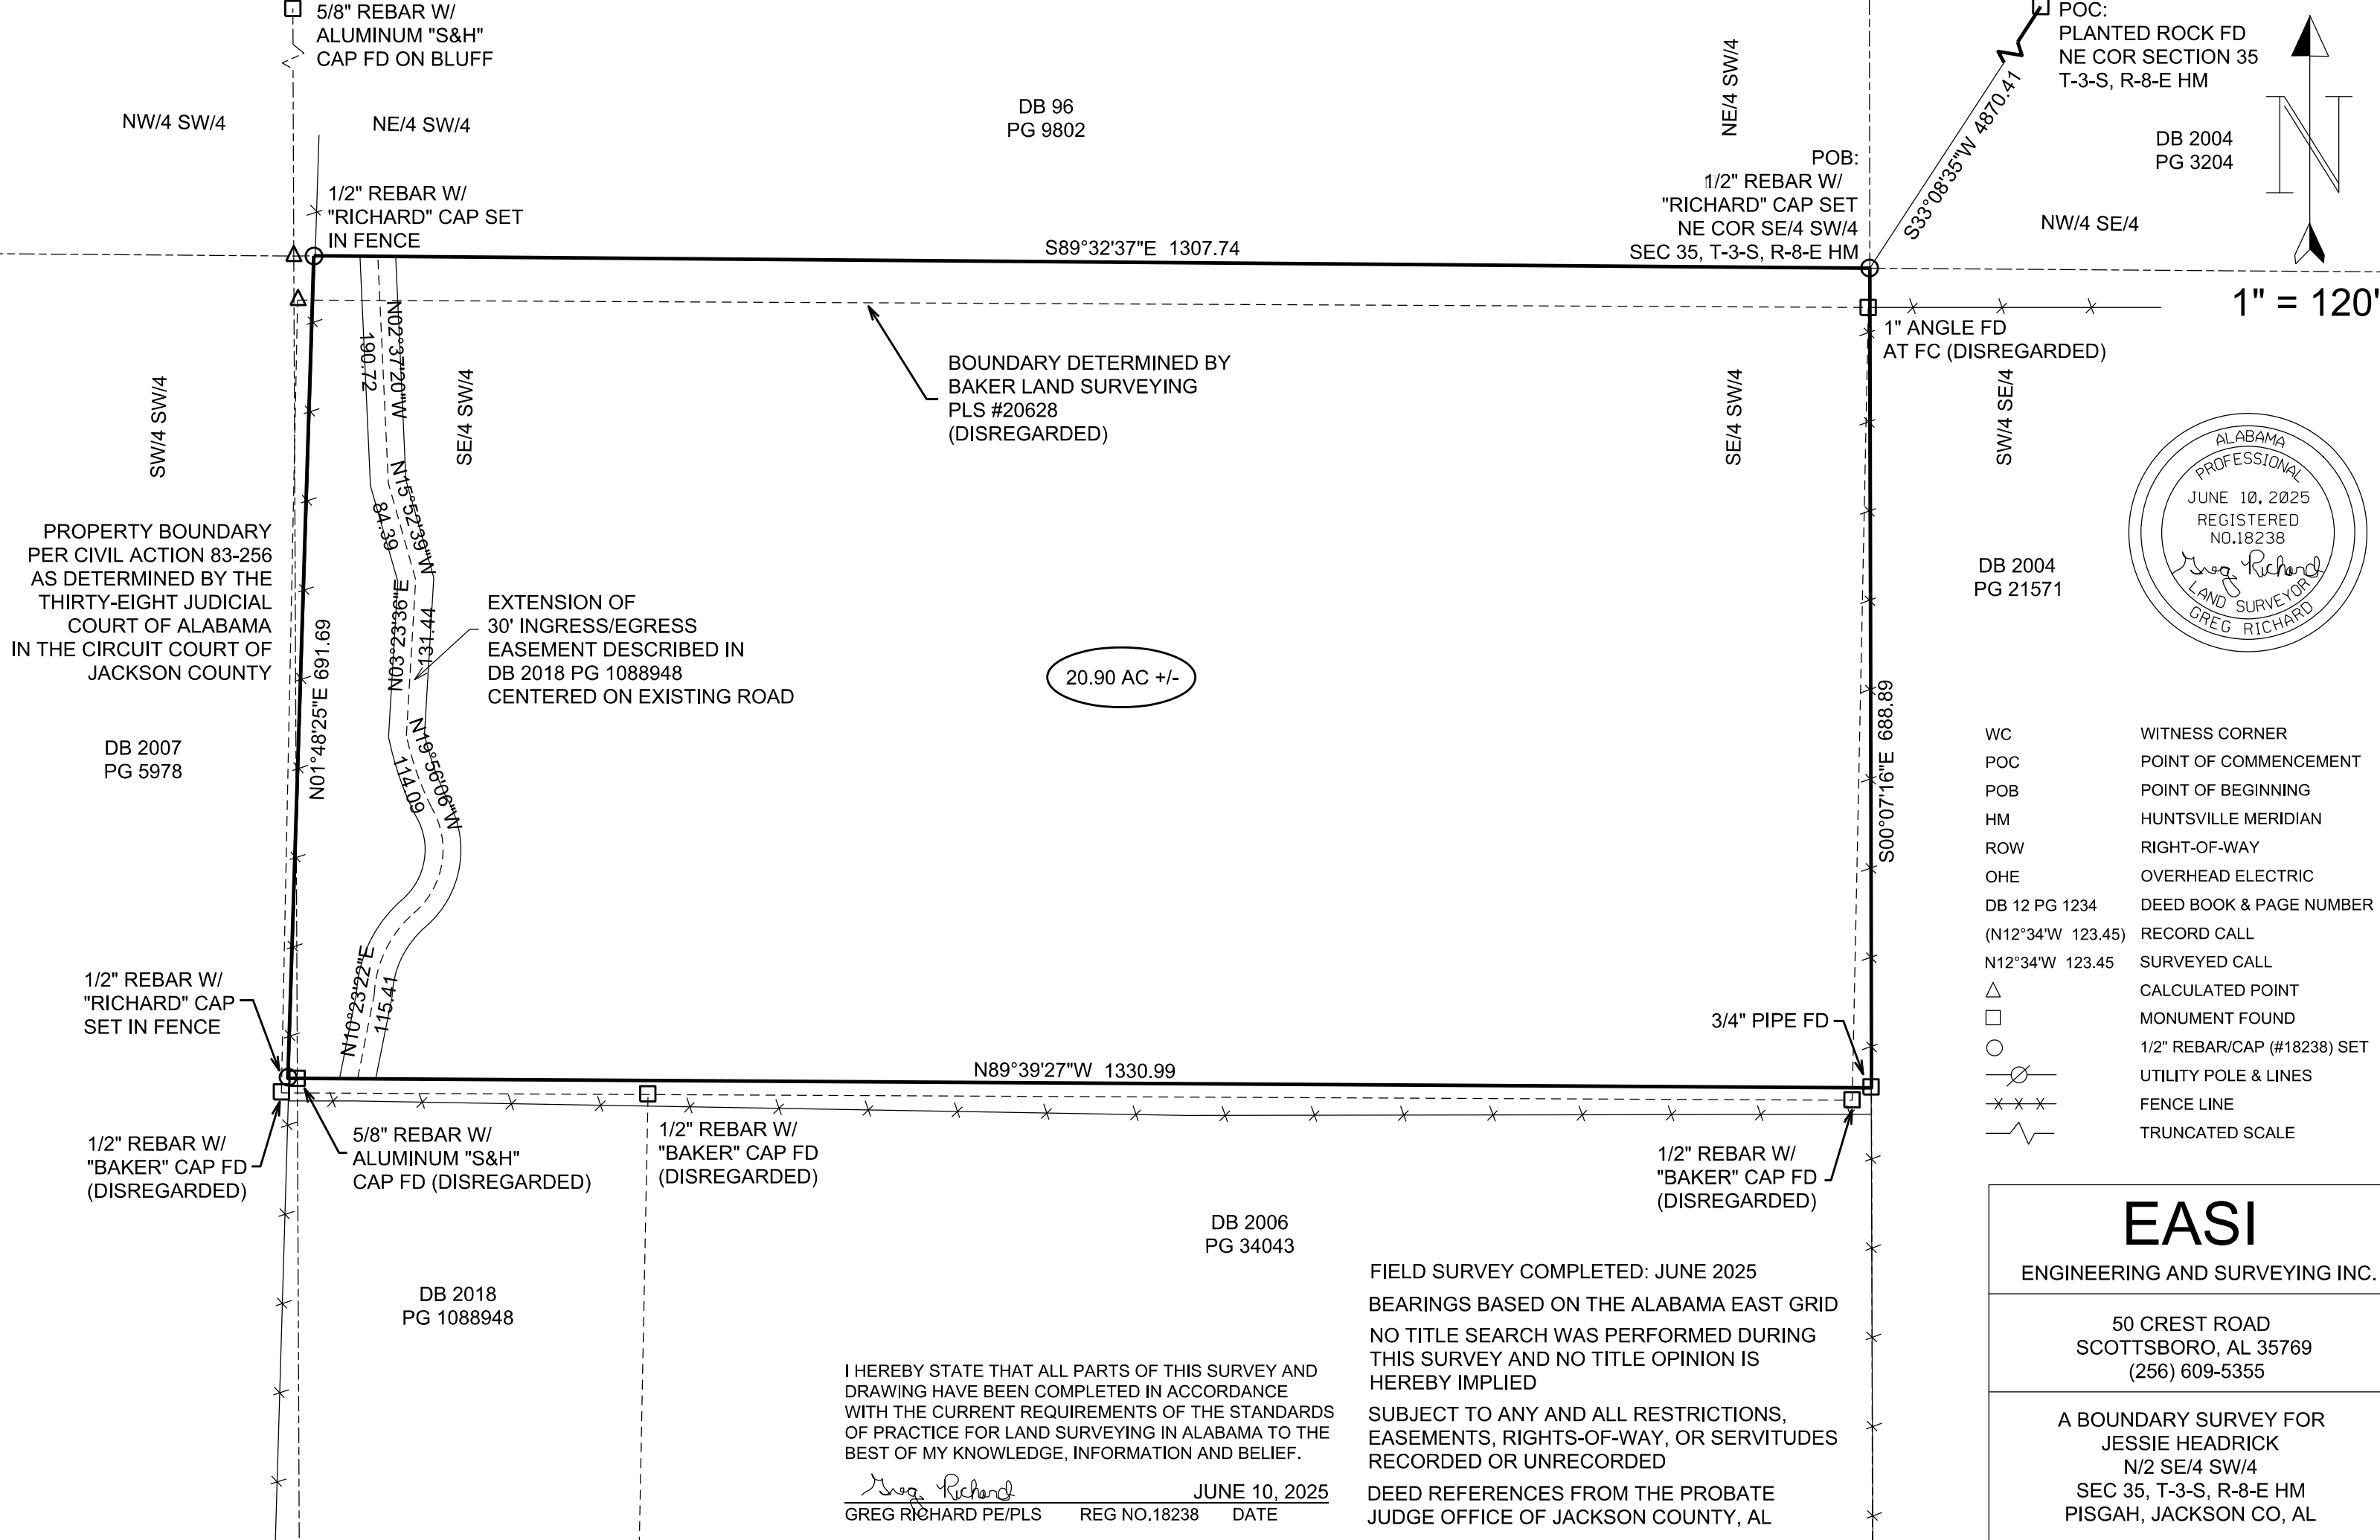 5/8" REBAR W/
ALUMINUM "S&H"
CAP FD ON BLUFF
POC:
PLANTED ROCK FD
NE COR SECTION 35
T-3-S, R-8-E HM
N
NW/4 SW/4
NE/4 SW/4
DB 96
PG 9802
NE/4 SW/4
S33°08'35"W 4870.41
DB 2004
PG 3204
NW/4 SE/4
1/2" REBAR W/
"RICHARD" CAP SET
IN FENCE
POB:
1/2" REBAR W/
"RICHARD" CAP SET
NE COR SE/4 SW/4
SEC 35, T-3-S, R-8-E HM
S89°32'37"E 1307.74
1" = 120'
1" ANGLE FD
AT FC (DISREGARDED)
BOUNDARY DETERMINED BY
BAKER LAND SURVEYING
PLS #20628
(DISREGARDED)
N02°37'20"W
190.72
SW/4 SW/4
SE/4 SW/4
SE/4 SW/4
SW/4 SE/4
N15°52'39"W
84.39
ALABAMA
PROFESSIONAL
JUNE 10, 2025
REGISTERED
NO.18238
Greg Richard
LAND SURVEYOR
GREG RICHARD
PROPERTY BOUNDARY
PER CIVIL ACTION 83-256
AS DETERMINED BY THE
THIRTY-EIGHT JUDICIAL
COURT OF ALABAMA
IN THE CIRCUIT COURT OF
JACKSON COUNTY
N01°48'25"E 691.69
N03°23'36"E
131.44
EXTENSION OF
30' INGRESS/EGRESS
EASEMENT DESCRIBED IN
DB 2018 PG 1088948
CENTERED ON EXISTING ROAD
20.90 AC +/-
DB 2004
PG 21571
S00°07'16"E 688.89
DB 2007
PG 5978
N19°56'06"W
114.09
WC WITNESS CORNER
POC POINT OF COMMENCEMENT
POB POINT OF BEGINNING
HM HUNTSVILLE MERIDIAN
ROW RIGHT-OF-WAY
OHE OVERHEAD ELECTRIC
DB 12 PG 1234 DEED BOOK & PAGE NUMBER
(N12°34'W 123.45) RECORD CALL
N12°34'W 123.45 SURVEYED CALL
CALCULATED POINT
MONUMENT FOUND
1/2" REBAR/CAP (#18238) SET
UTILITY POLE & LINES
FENCE LINE
TRUNCATED SCALE
1/2" REBAR W/
"RICHARD" CAP
SET IN FENCE
N10°23'22"E
115.41
3/4" PIPE FD
N89°39'27"W 1330.99
1/2" REBAR W/
"BAKER" CAP FD
(DISREGARDED)
5/8" REBAR W/
ALUMINUM "S&H"
CAP FD (DISREGARDED)
1/2" REBAR W/
"BAKER" CAP FD
(DISREGARDED)
1/2" REBAR W/
"BAKER" CAP FD
(DISREGARDED)
DB 2006
PG 34043
DB 2018
PG 1088948
I HEREBY STATE THAT ALL PARTS OF THIS SURVEY AND
DRAWING HAVE BEEN COMPLETED IN ACCORDANCE
WITH THE CURRENT REQUIREMENTS OF THE STANDARDS
OF PRACTICE FOR LAND SURVEYING IN ALABAMA TO THE
BEST OF MY KNOWLEDGE, INFORMATION AND BELIEF.
Greg Richard JUNE 10, 2025
GREG RICHARD PE/PLS REG NO.18238 DATE
FIELD SURVEY COMPLETED: JUNE 2025
BEARINGS BASED ON THE ALABAMA EAST GRID
NO TITLE SEARCH WAS PERFORMED DURING
THIS SURVEY AND NO TITLE OPINION IS
HEREBY IMPLIED
SUBJECT TO ANY AND ALL RESTRICTIONS,
EASEMENTS, RIGHTS-OF-WAY, OR SERVITUDES
RECORDED OR UNRECORDED
DEED REFERENCES FROM THE PROBATE
JUDGE OFFICE OF JACKSON COUNTY, AL
EASI
ENGINEERING AND SURVEYING INC.
50 CREST ROAD
SCOTTSBORO, AL 35769
(256) 609-5355
A BOUNDARY SURVEY FOR
JESSIE HEADRICK
N/2 SE/4 SW/4
SEC 35, T-3-S, R-8-E HM
PISGAH, JACKSON CO, AL